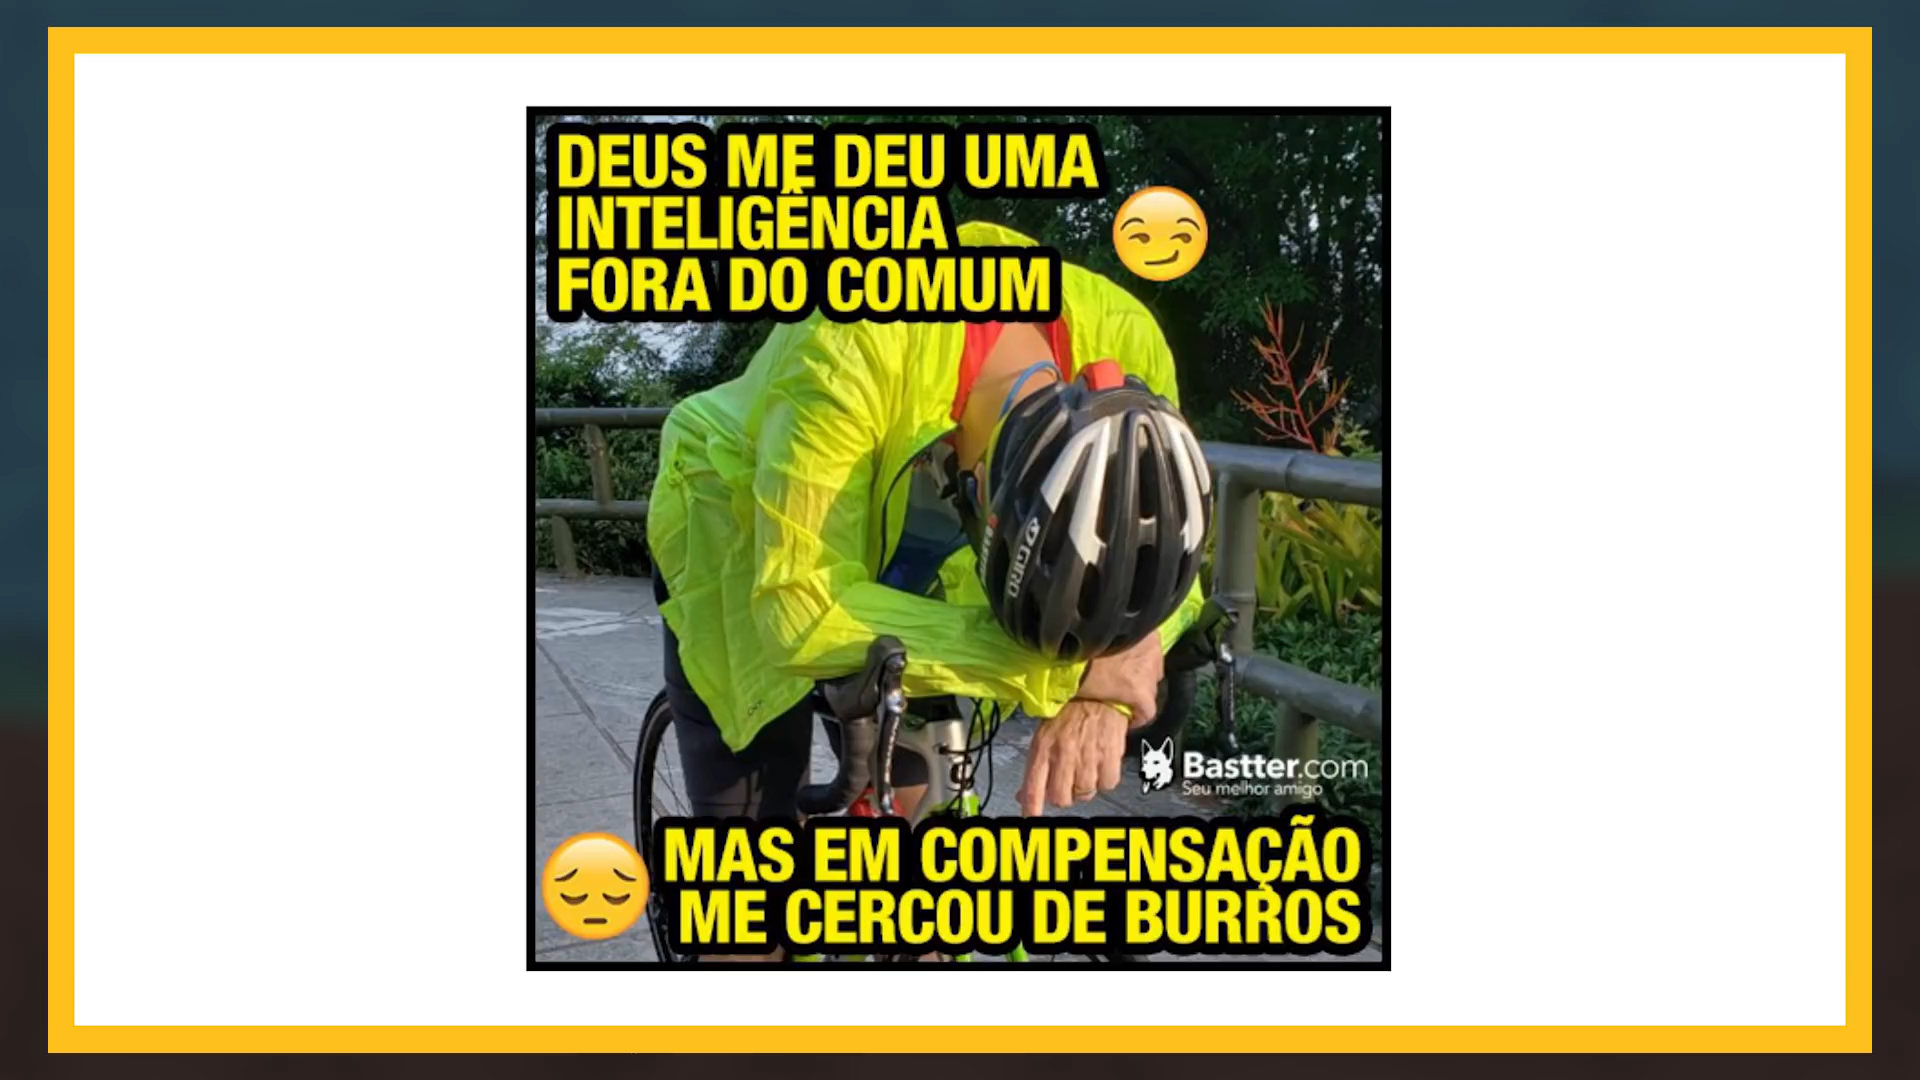 DEUS ME DEU UMA
INTELIGÊNCIA
FORA DO COMUM
GIRO
Bastter.com
Seu melhor amigo
MAS EM COMPENSAÇÃO
ME CERCOU DE BURROS